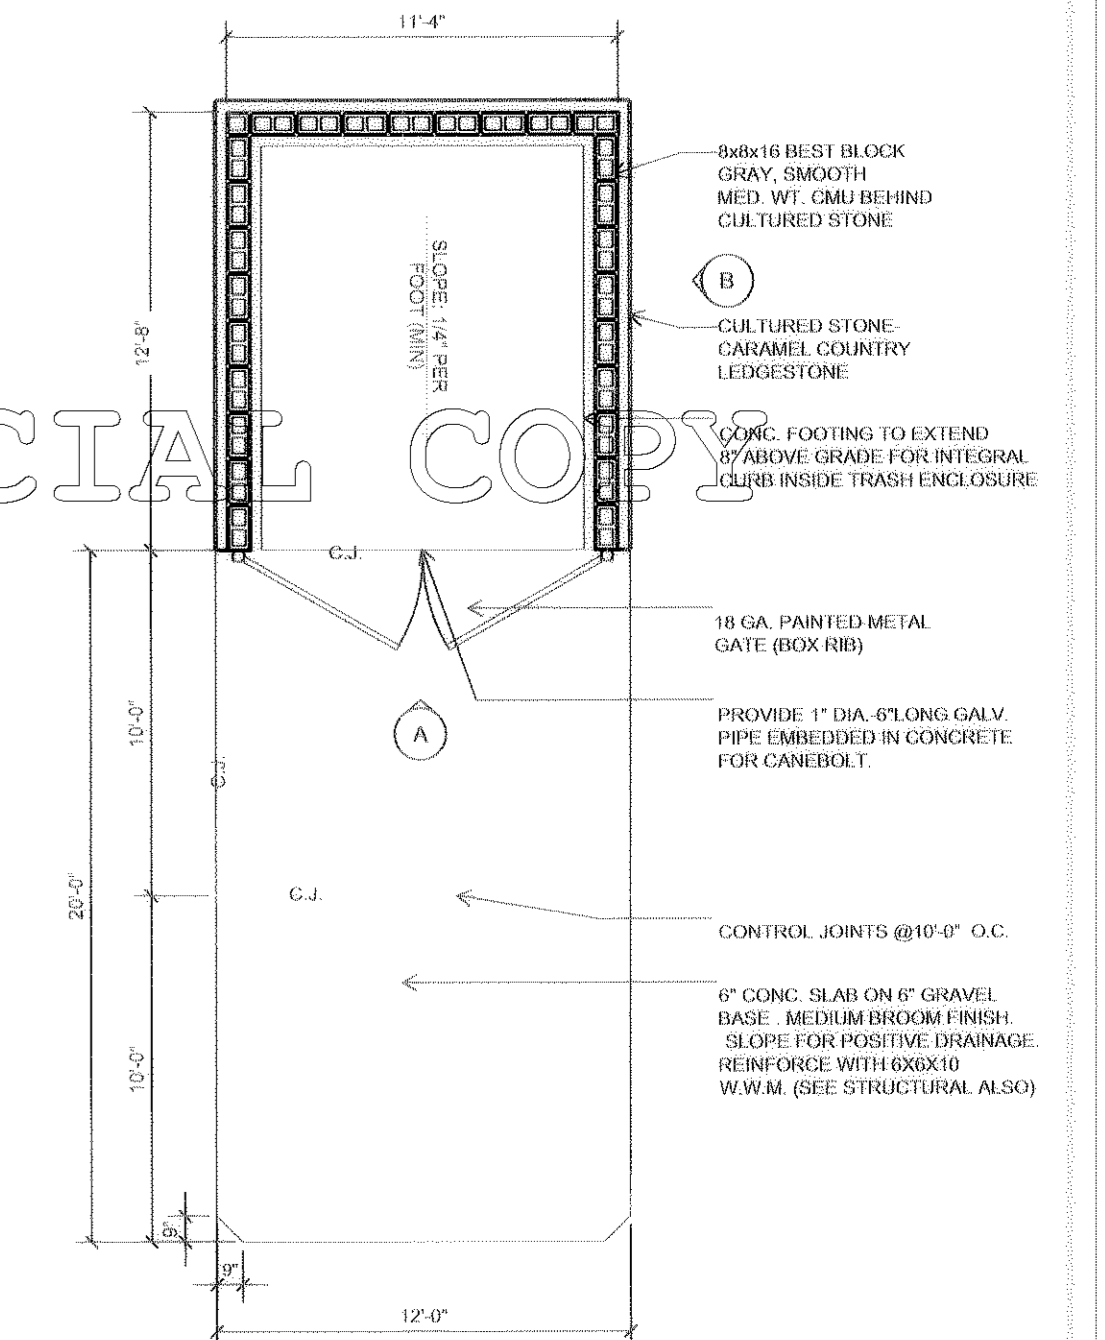 11'-4"
8x8x16 BEST BLOCK
GRAY, SMOOTH
MED. WT. CMU BEHIND
CULTURED STONE
B
SLOPE: 1/4" PER
FOOT (MIN)
CULTURED STONE-
CARAMEL COUNTRY
LEDGESTONE
12'-8"
CIAL COPY
CONC. FOOTING TO EXTEND
8" ABOVE GRADE FOR INTEGRAL
CURB INSIDE TRASH ENCLOSURE
C.J.
18 GA. PAINTED METAL
GATE (BOX RIB)
10'-0"
A
PROVIDE 1" DIA.-6"LONG GALV.
PIPE EMBEDDED IN CONCRETE
FOR CANEBOLT.
C.J.
20'-0"
C.J.
CONTROL JOINTS @10'-0" O.C.
6" CONC. SLAB ON 6" GRAVEL
BASE . MEDIUM BROOM FINISH.
SLOPE FOR POSITIVE DRAINAGE.
REINFORCE WITH 6X6X10
W.W.M. (SEE STRUCTURAL ALSO)
10'-0"
9"
9"
12'-0"